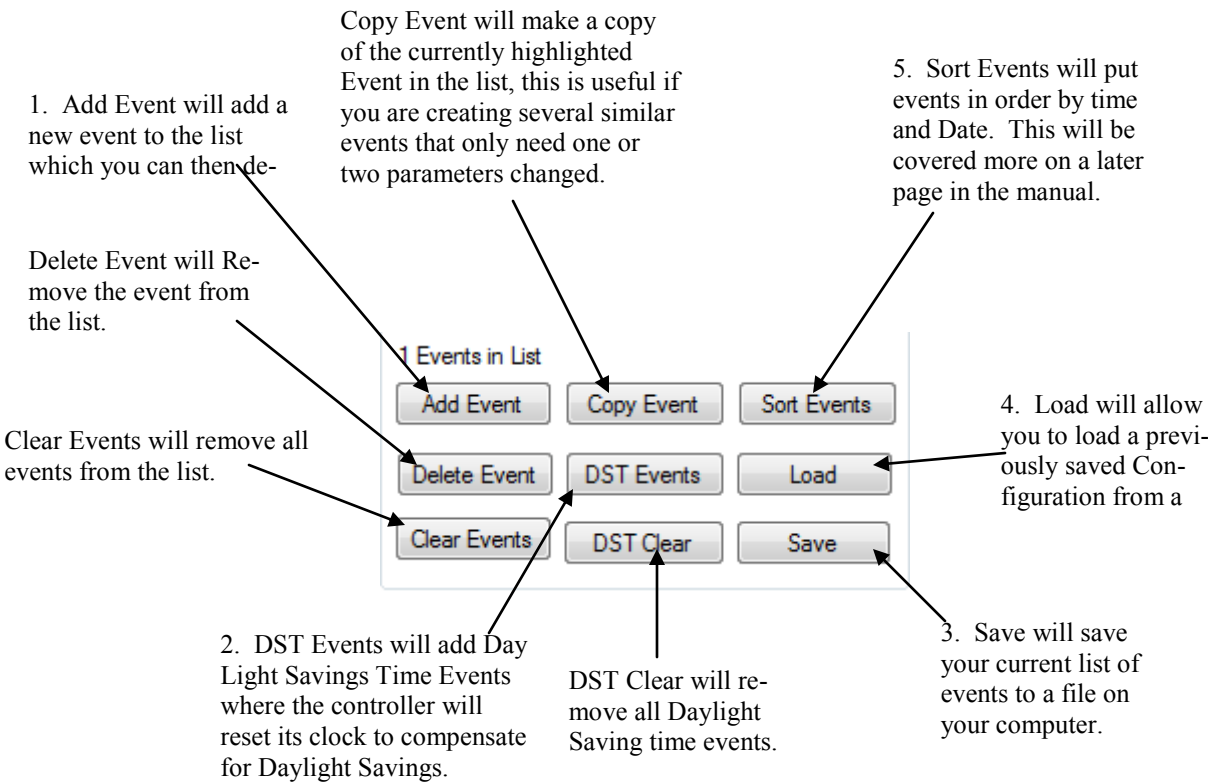 Copy Event will make a copy
of the currently highlighted
Event in the list, this is useful if
you are creating several similar
events that only need one or
two parameters changed.
5. Sort Events will put
events in order by time
and Date. This will be
covered more on a later
page in the manual.
1. Add Event will add a
new event to the list
which you can then de-
Delete Event will Re-
move the event from
the list.
Clear Events will remove all
events from the list.
1 Events in List
Add Event
Copy Event
Sort Events
Delete Event
DST Events
Load
Clear Events
DST Clear
Save
4. Load will allow
you to load a previ-
ously saved Con-
figuration from a
2. DST Events will add Day
Light Savings Time Events
where the controller will
reset its clock to compensate
for Daylight Savings.
DST Clear will re-
move all Daylight
Saving time events.
3. Save will save
your current list of
events to a file on
your computer.